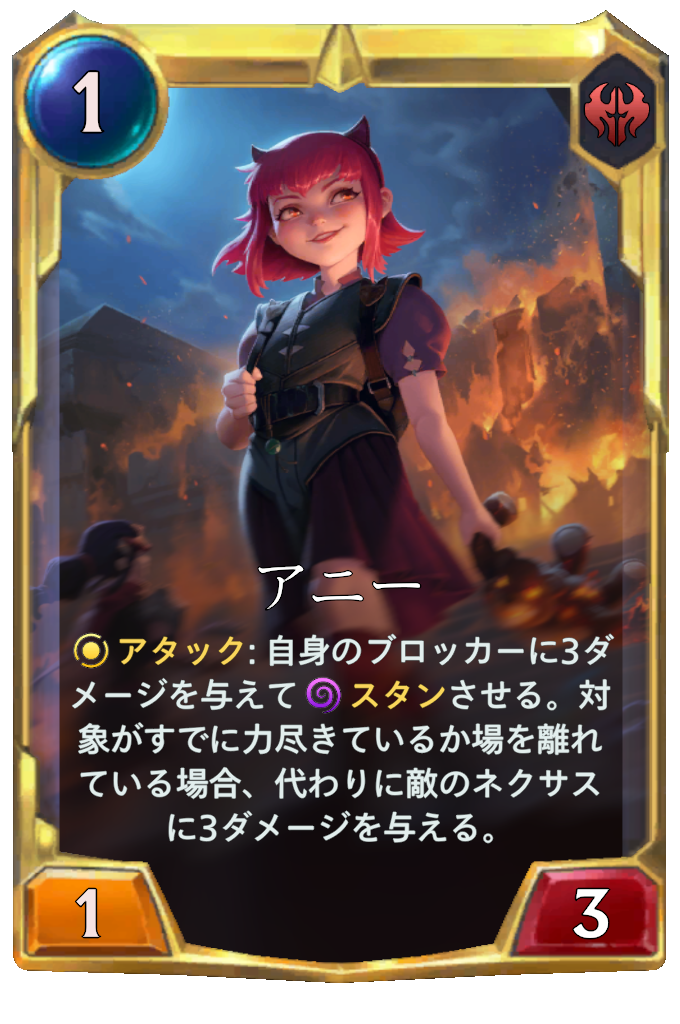 1
アニー
アタック: 自身のブロッカーに3ダ
メージを与えて スタンさせる。対
象がすでに力尽きているか場を離れ
ている場合、代わりに敵のネクサス
に3ダメージを与える。
1
3